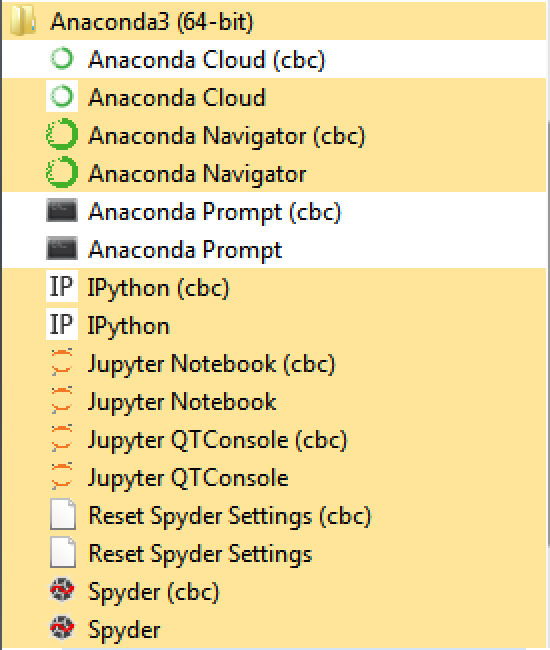 Anaconda3 (64-bit)
Anaconda Cloud (cbc)
Anaconda Cloud
Anaconda Navigator (cbc)
Anaconda Navigator
Anaconda Prompt (cbc)
Anaconda Prompt
IP IPython (cbc)
IP IPython
Jupyter Notebook (cbc)
Jupyter Notebook
Jupyter QTConsole (cbc)
Jupyter QTConsole
Reset Spyder Settings (cbc)
Reset Spyder Settings
Spyder (cbc)
Spyder